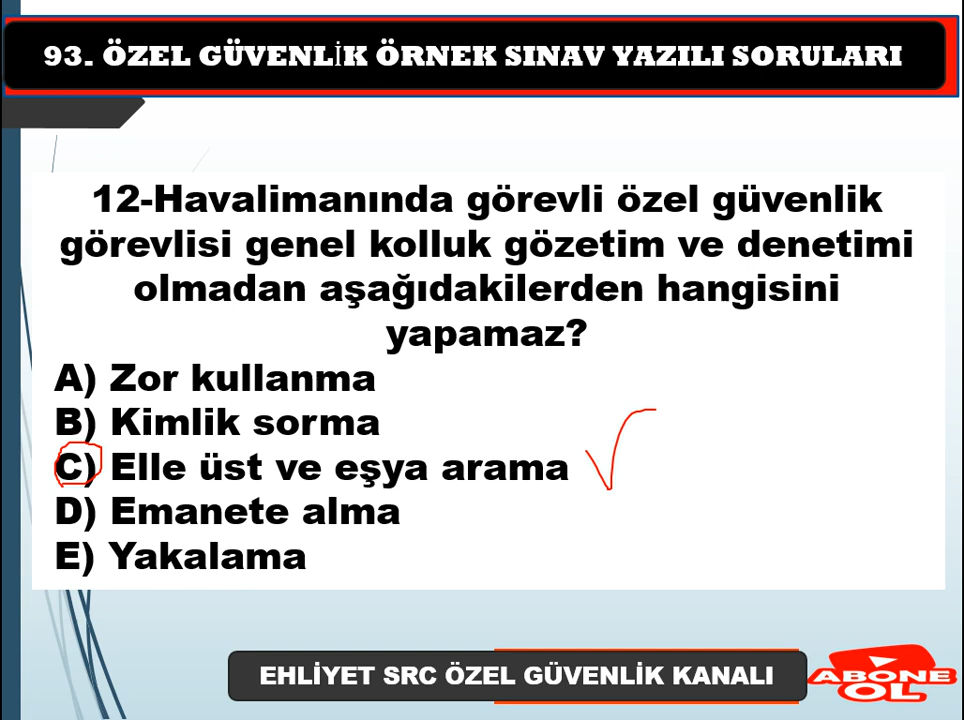 93. ÖZEL GÜVENLİK ÖRNEK SINAV YAZILI SORULARI
12-Havalimanında görevli özel güvenlik
görevlisi genel kolluk gözetim ve denetimi
olmadan aşağıdakilerden hangisini
yapamaz?
A) Zor kullanma
B) Kimlik sorma
C) Elle üst ve eşya arama
D) Emanete alma
E) Yakalama
EHLİYET SRC ÖZEL GÜVENLİK KANALI
ABONE
OL